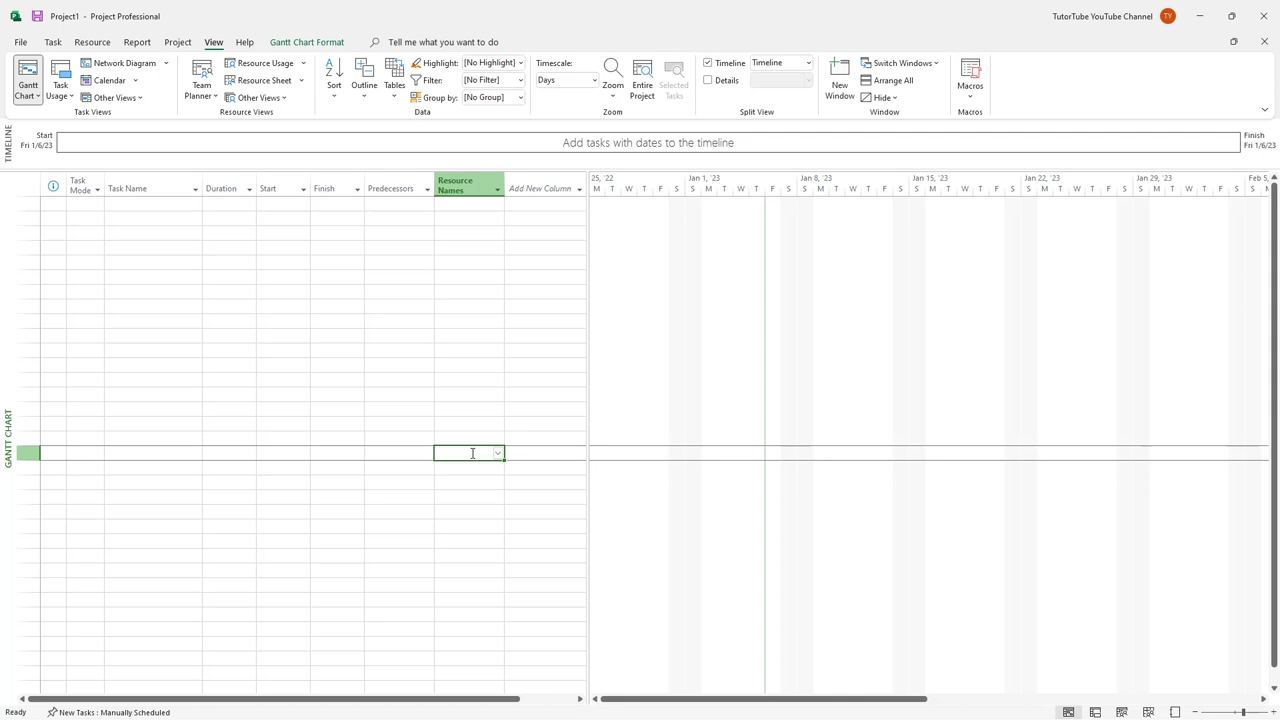 Project1 - Project Professional
TutorTube YouTube Channel TY
File Task Resource Report Project View Help Gantt Chart Format Tell me what you want to do
Network Diagram Resource Usage Highlight: [No Highlight] Timescale: Timeline Timeline Switch Windows
Calendar Resource Sheet Filter: [No Filter] Days Details Arrange All
Gantt Chart Task Usage Other Views Team Planner Other Views Sort Outline Tables Group by: [No Group] Zoom Entire Project Selected Tasks New Window Hide Macros
Task Views Resource Views Data Zoom Split View Window Macros
TIMELINE
Start
Fri 1/6/23
Add tasks with dates to the timeline
Finish
Fri 1/6/23
Task Mode Task Name Duration Start Finish Predecessors Resource Names Add New Column
25, '22 Jan 1, '23 Jan 8, '23 Jan 15, '23 Jan 22, '23 Jan 29, '23 Feb 5,
M T W T F S S M T W T F S S M T W T F S S M T W T F S S M T W T F S S M T W T F S S M
GANTT CHART
Ready New Tasks : Manually Scheduled